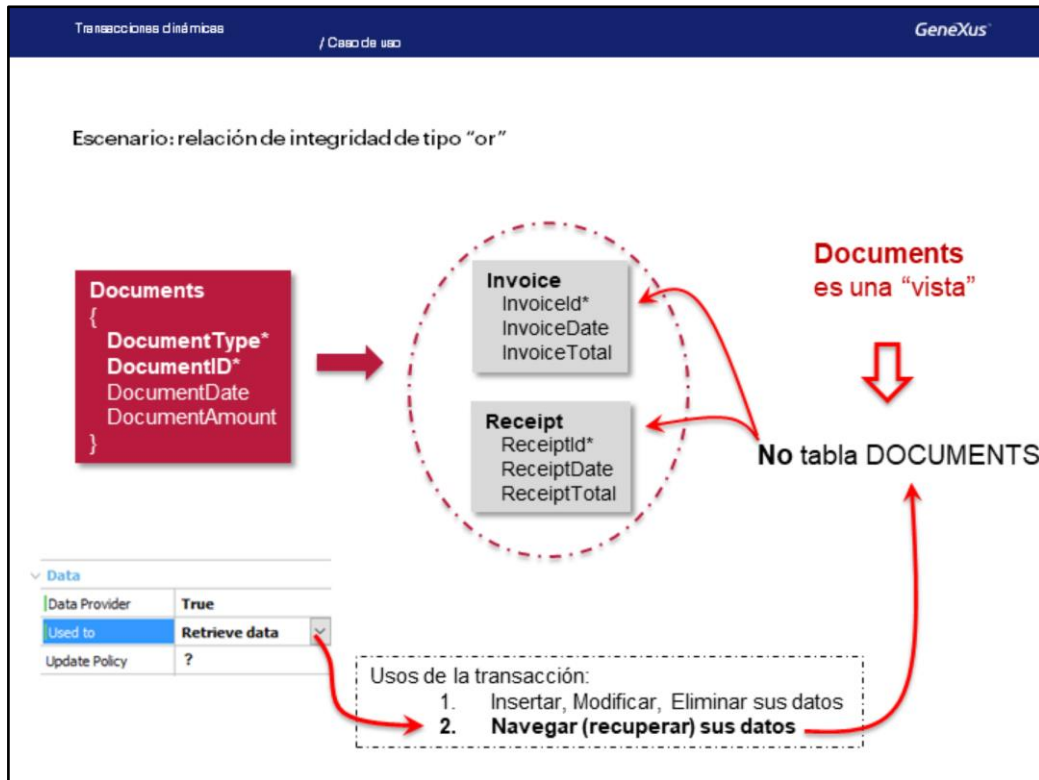 Transacciones dinámicas
/ Caso de uso
GeneXus™
Escenario: relación de integridad de tipo “or”
Documents
{
DocumentType*
DocumentID*
DocumentDate
DocumentAmount
}
Invoice
InvoiceId*
InvoiceDate
InvoiceTotal
Receipt
ReceiptId*
ReceiptDate
ReceiptTotal
Documents
es una “vista”
No tabla DOCUMENTS
Data
Data Provider True
Used to Retrieve data
Update Policy ?
Usos de la transacción:
1. Insertar, Modificar, Eliminar sus datos
2. Navegar (recuperar) sus datos